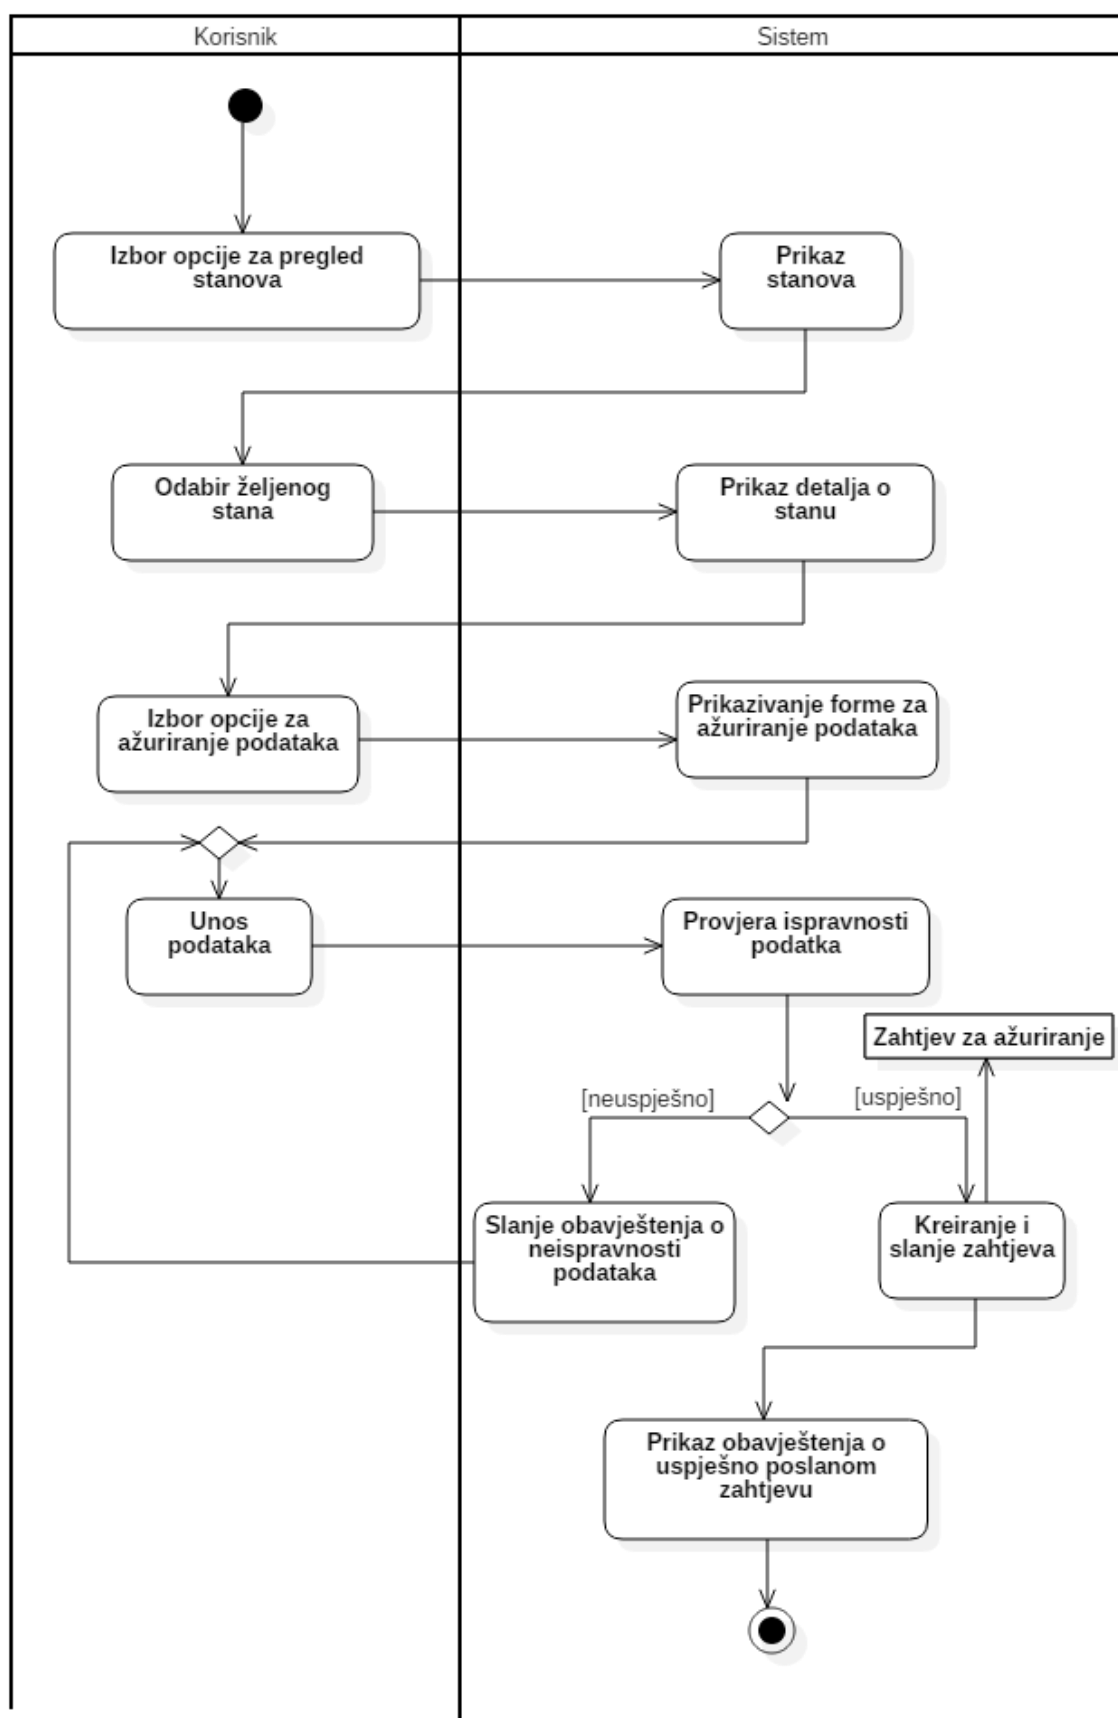 Korisnik
Sistem
Izbor opcije za pregled
stanova
Prikaz
stanova
Odabir željenog
stana
Prikaz detalja o
stanu
Izbor opcije za
ažuriranje podataka
Prikazivanje forme za
ažuriranje podataka
Unos
podataka
Provjera ispravnosti
podatka
Zahtjev za ažuriranje
[neuspješno]
[uspješno]
Slanje obavještenja o
neispravnosti
podataka
Kreiranje i
slanje zahtjeva
Prikaz obavještenja o
uspješno poslanom
zahtjevu